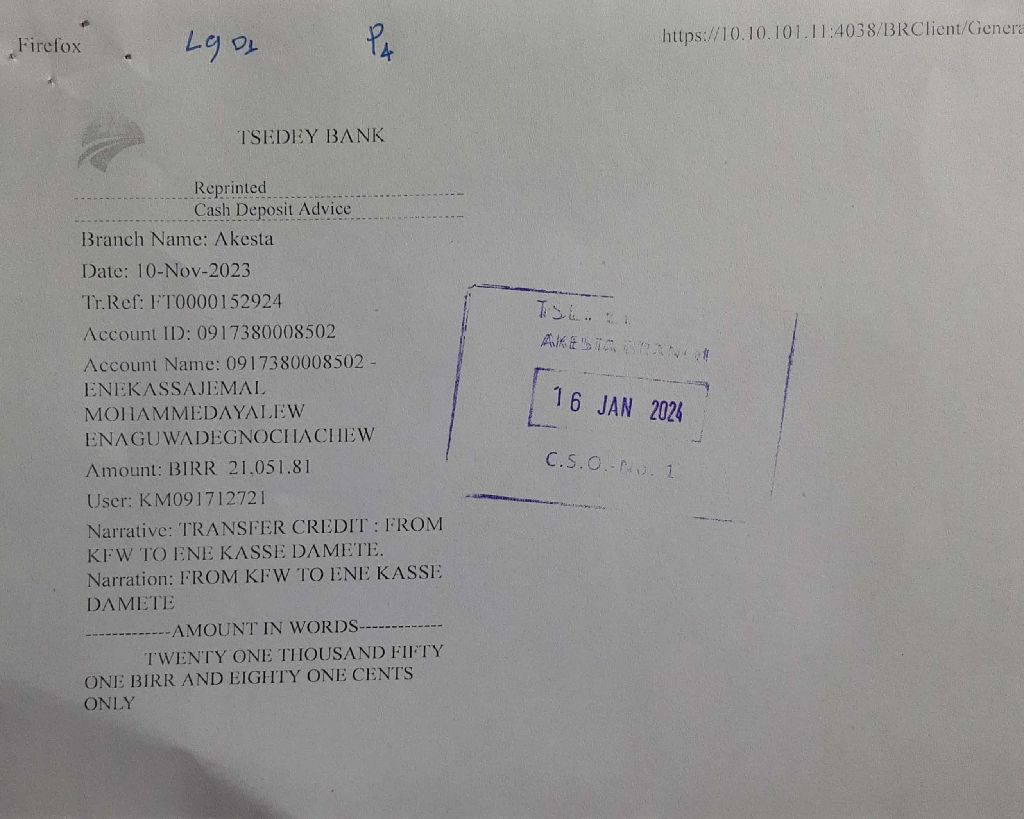 Firefox
Lg D1
P4
https://10.10.101.11:4038/BRClient/Genera
TSEDEY BANK
Reprinted
Cash Deposit Advice
Branch Name: Akesta
Date: 10-Nov-2023
Tr.Ref: FT0000152924
Account ID: 0917380008502
Account Name: 0917380008502 -
ENEKASSAJEMAL
MOHAMMEDAYALEW
ENAGUWADEGNOCHACHEW
Amount: BIRR 21,051.81
User: KM091712721
Narrative: TRANSFER CREDIT : FROM
KFW TO ENE KASSE DAMETE.
Narration: FROM KFW TO ENE KASSE
DAMETE
-------------AMOUNT IN WORDS-------------
TWENTY ONE THOUSAND FIFTY
ONE BIRR AND EIGHTY ONE CENTS
ONLY
AKESTA BRANCH
16 JAN 2024
C.S.O.-No. 1